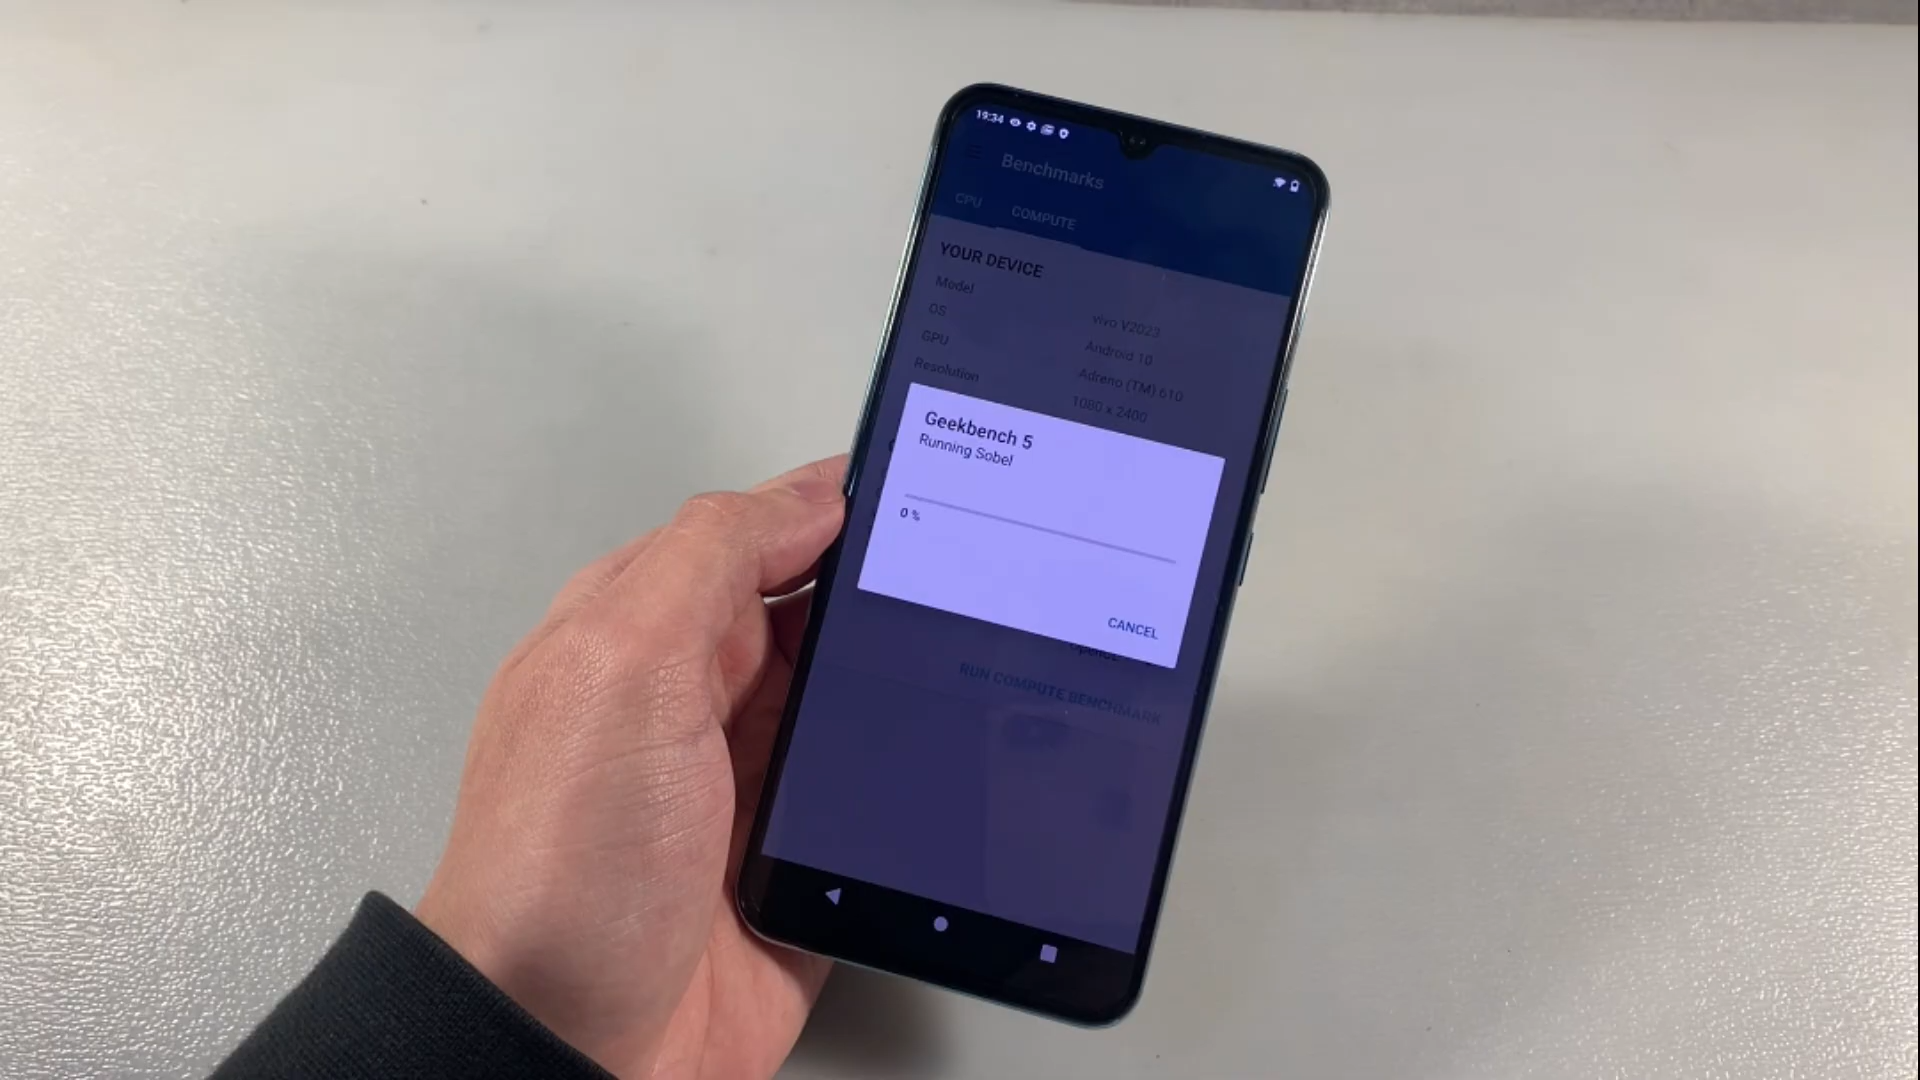 19:34
Benchmarks
CPU COMPUTE
YOUR DEVICE
Model vivo V2023
OS Android 10
GPU Adreno (TM) 610
Resolution 1080 x 2400
Geekbench 5
Running Sobel
0 %
CANCEL
RUN COMPUTE BENCHMARK